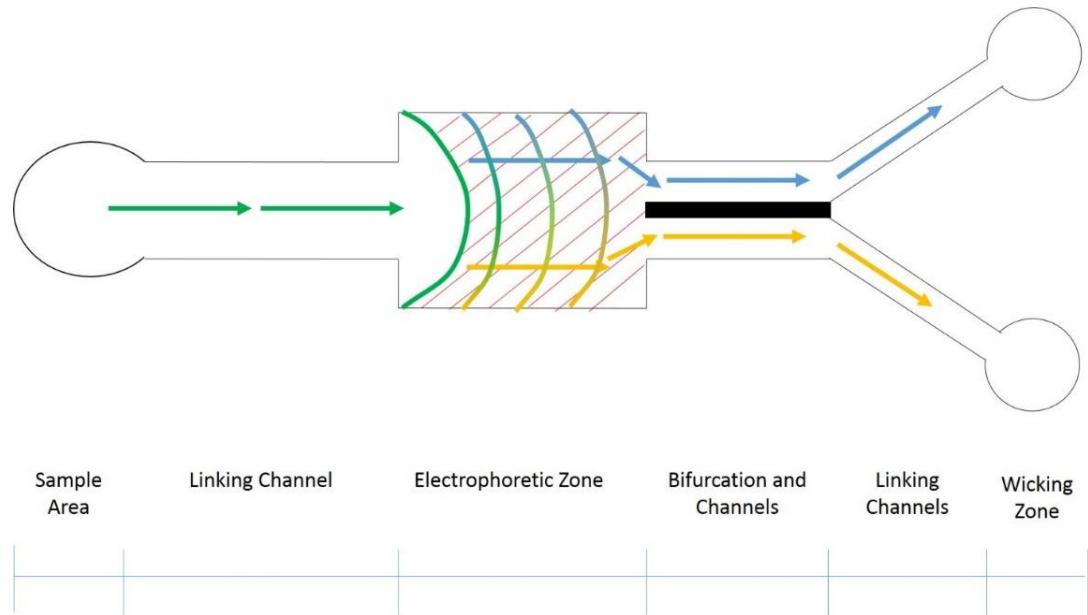 Sample
Area
Linking Channel
Electrophoretic Zone
Bifurcation and
Channels
Linking
Channels
Wicking
Zone